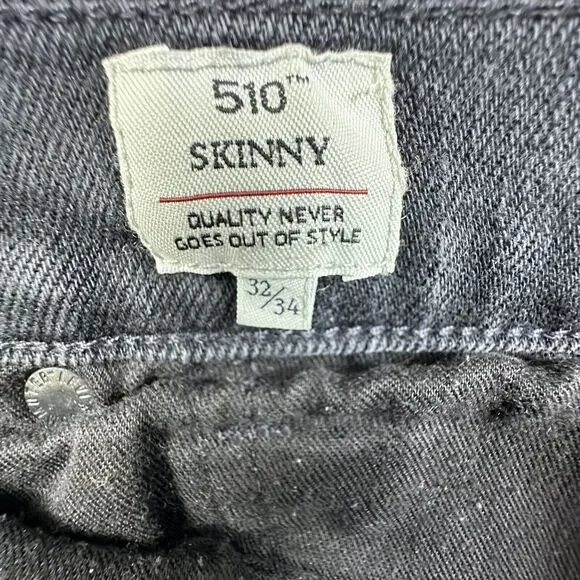 510™
SKINNY
QUALITY NEVER
GOES OUT OF STYLE
32/34